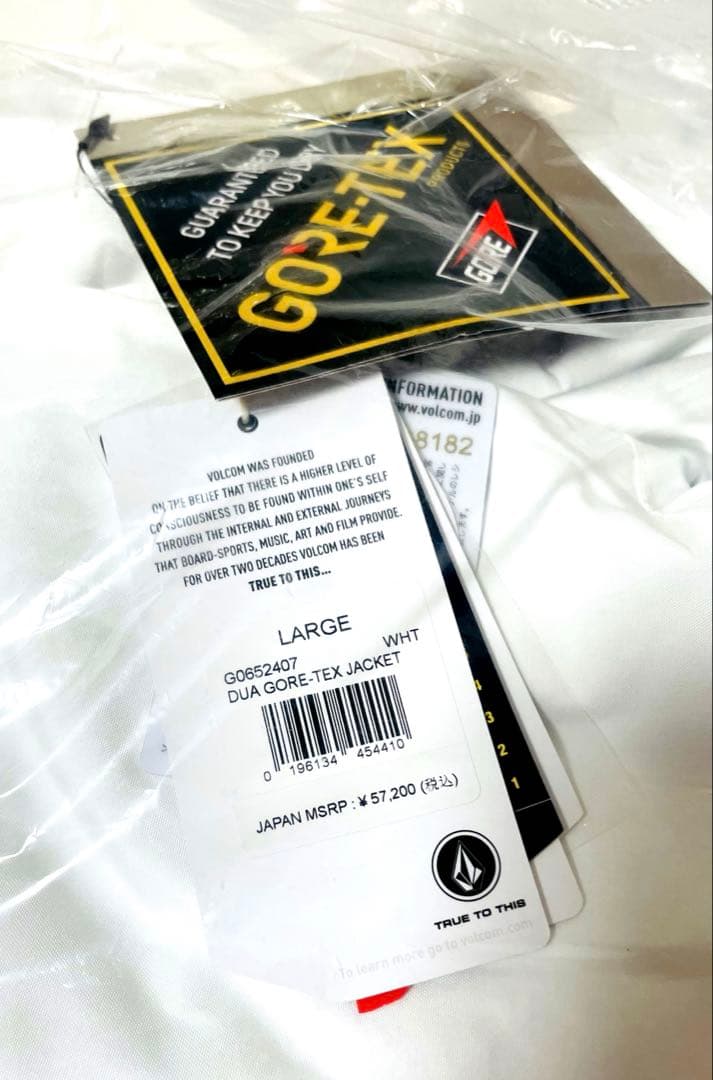 GUARANTEED
TO KEEP YOU DRY
GORE-TEX
PRODUCTS
GORE
NFORMATION
www.volcom.jp
8182
VOLCOM WAS FOUNDED
ON THE BELIEF THAT THERE IS A HIGHER LEVEL OF
CONSCIOUSNESS TO BE FOUND WITHIN ONE'S SELF
THROUGH THE INTERNAL AND EXTERNAL JOURNEYS
THAT BOARD-SPORTS, MUSIC, ART AND FILM PROVIDE.
FOR OVER TWO DECADES VOLCOM HAS BEEN
TRUE TO THIS...
LARGE
G0652407 WHT
DUA GORE-TEX JACKET
0 196134 454410
JAPAN MSRP : ¥ 57,200 (税込)
TRUE TO THIS
To learn more go to volcom.com
4
3
2
1